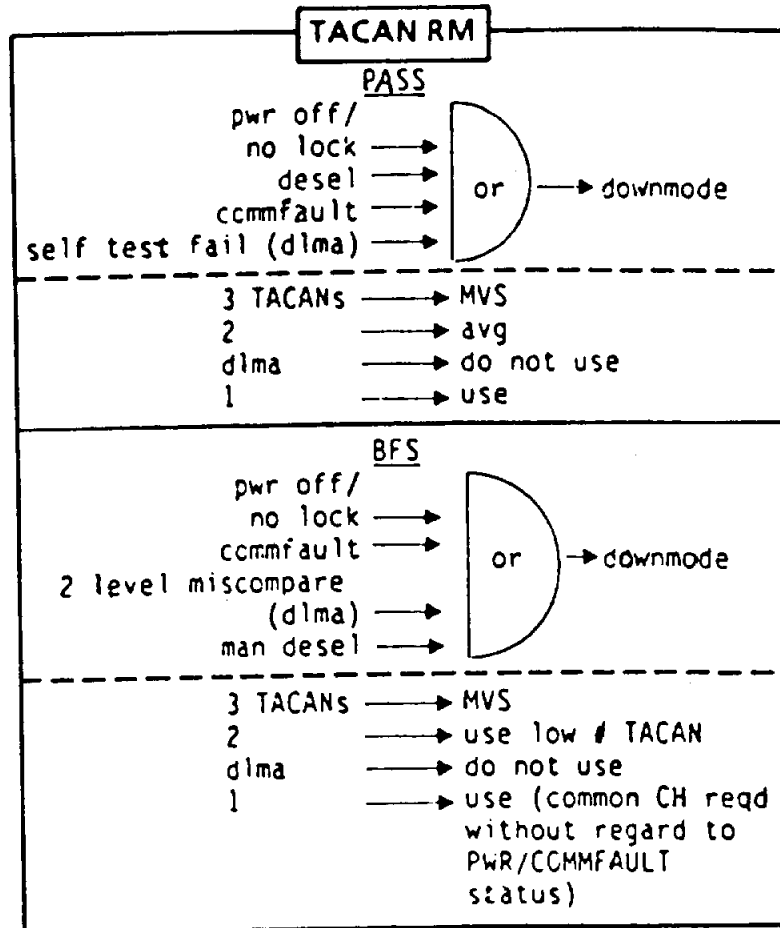 TACAN RM
PASS
pwr off/
no lock
desel
ccmmfault
self test fail (dlma)
or
downmode
3 TACANs MVS
2 avg
dlma do not use
1 use
BFS
pwr off/
no lock
ccmmfault
2 level miscompare
(dlma)
man desel
or
downmode
3 TACANs MVS
2 use low # TACAN
dlma do not use
1 use (common CH reqd
without regard to
PWR/CCMMFAULT
status)